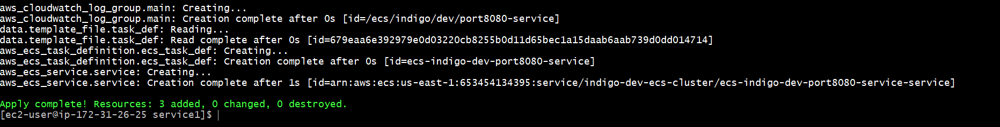 aws_cloudwatch_log_group.main: Creating...
aws_cloudwatch_log_group.main: Creation complete after 0s [id=/ecs/indigo/dev/port8080-service]
data.template_file.task_def: Reading...
data.template_file.task_def: Read complete after 0s [id=679eaa6e392979e0d03220cb8255b0d11d65bec1a15daab6aab739d0dd014714]
aws_ecs_task_definition.ecs_task_def: Creating...
aws_ecs_task_definition.ecs_task_def: Creation complete after 0s [id=ecs-indigo-dev-port8080-service]
aws_ecs_service.service: Creating...
aws_ecs_service.service: Creation complete after 1s [id=arn:aws:ecs:us-east-1:653454134395:service/indigo-dev-ecs-cluster/ecs-indigo-dev-port8080-service-service]
Apply complete! Resources: 3 added, 0 changed, 0 destroyed.
[ec2-user@ip-172-31-26-25 service1]$